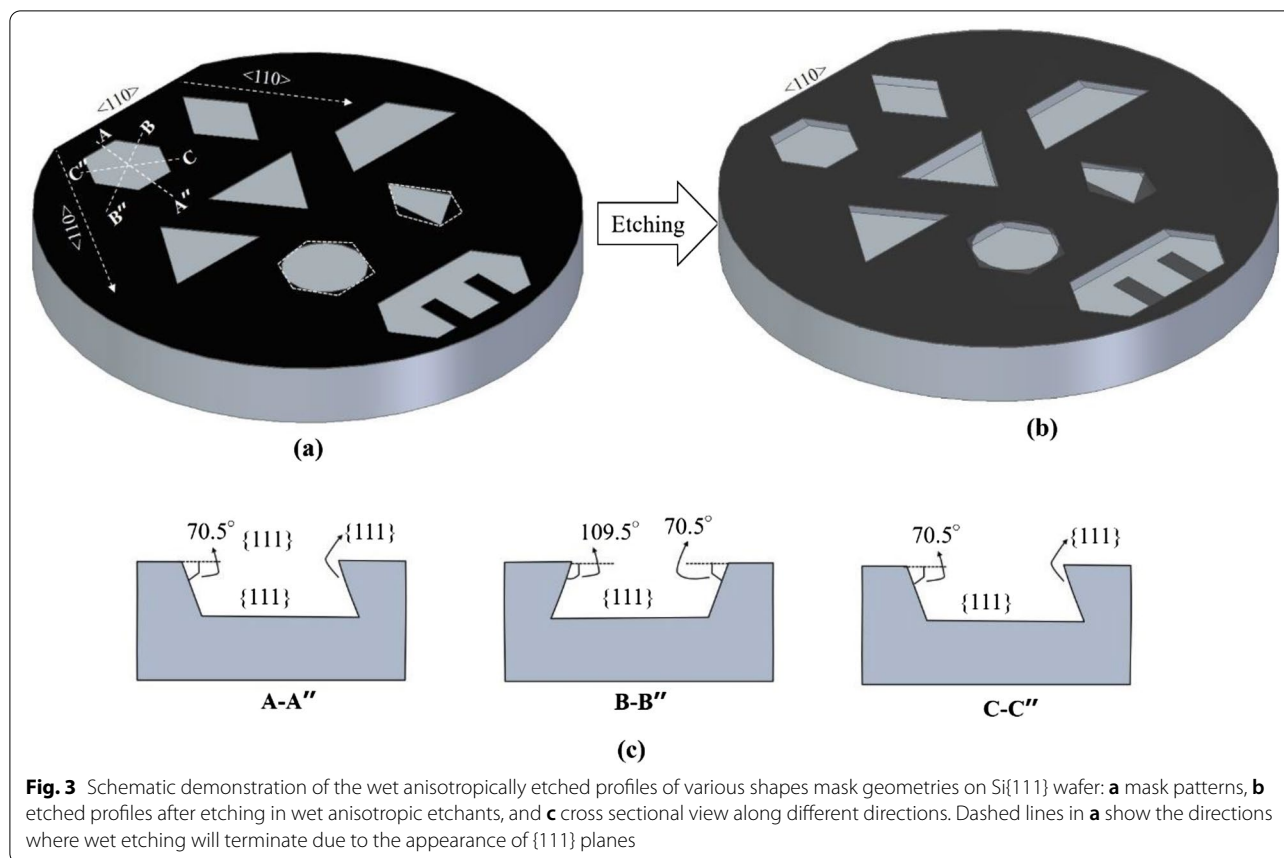 <110>
<110>
<110>
A
B
C
C″
B″
A″
Etching
<110>
(a)
(b)
70.5°
{111}
{111}
{111}
109.5°
70.5°
{111}
70.5°
{111}
{111}
A-A″
B-B″
C-C″
(c)
Fig. 3 Schematic demonstration of the wet anisotropically etched profiles of various shapes mask geometries on Si{111} wafer: a mask patterns, b
etched profiles after etching in wet anisotropic etchants, and c cross sectional view along different directions. Dashed lines in a show the directions
where wet etching will terminate due to the appearance of {111} planes